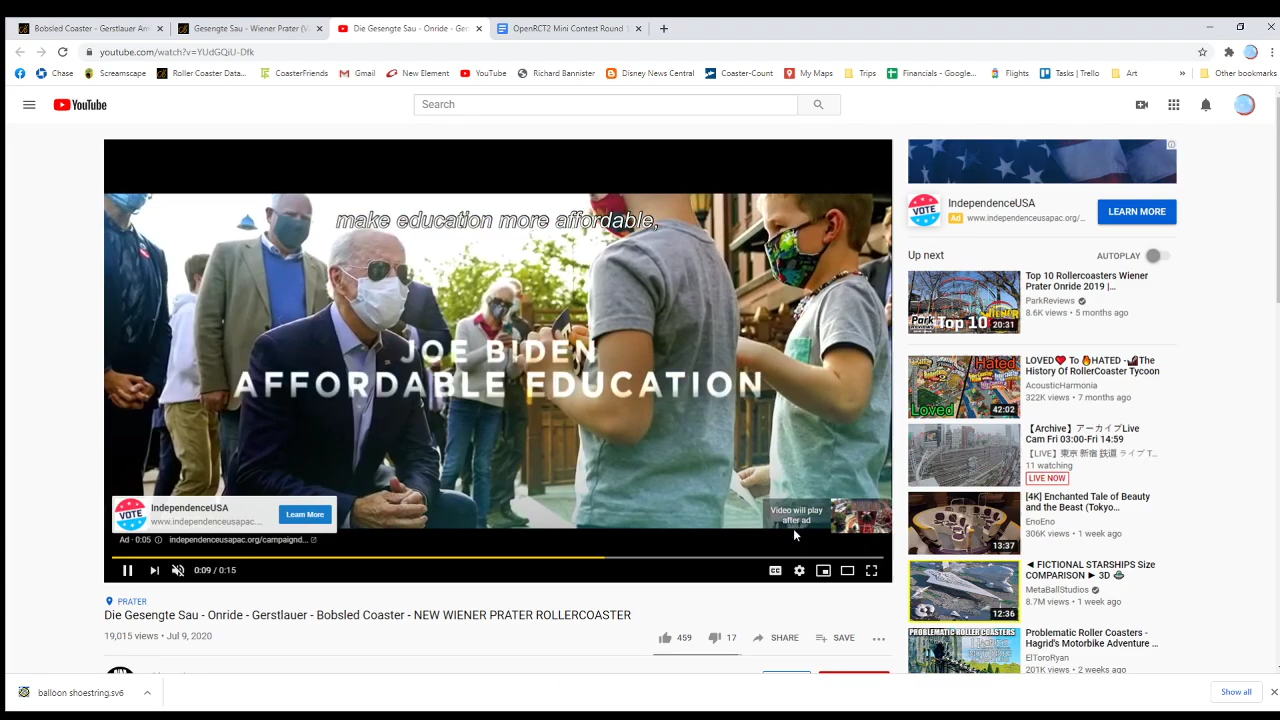 Bobsled Coaster - Gerstlauer Am
Gesengte Sau - Wiener Prater (V
Die Gesengte Sau - Onride - Ger
OpenRCT2 Mini Contest Round 1
youtube.com/watch?v=YUdGQiU-Dfk
Chase
Screamscape
Roller Coaster Data...
CoasterFriends
Gmail
New Element
YouTube
Richard Bannister
Disney News Central
Coaster-Count
My Maps
Trips
Financials - Google...
Flights
Tasks | Trello
Art
»
Other bookmarks
YouTube
Search
make education more affordable,
JOE BIDEN
AFFORDABLE EDUCATION
VOTE
IndependenceUSA
www.independenceusapac...
Learn More
Video will play
after ad
Ad · 0:05
independenceusapac.org/campaignd...
0:09 / 0:15
CC
PRATER
Die Gesengte Sau - Onride - Gerstlauer - Bobsled Coaster - NEW WIENER PRATER ROLLERCOASTER
19,015 views • Jul 9, 2020
459
17
SHARE
SAVE
VOTE
IndependenceUSA
Ad www.independenceusapac.org/...
LEARN MORE
Up next
AUTOPLAY
Park
Top 10
20:31
Top 10 Rollercoasters Wiener
Prater Onride 2019 |...
ParkReviews
8.6K views • 5 months ago
Hated
Loved
42:02
LOVED❤️ To 🔥HATED -🎢The
History Of RollerCoaster Tycoon
AcousticHarmonia
322K views • 7 months ago
【Archive】アーカイブLive
Cam Fri 03:00-Fri 14:59
【LIVE】東京 新宿 鉄道 ライブ T...
11 watching
LIVE NOW
13:37
[4K] Enchanted Tale of Beauty
and the Beast (Tokyo...
EnoEno
306K views • 1 week ago
12:36
◄ FICTIONAL STARSHIPS Size
COMPARISON ► 3D 🛸
MetaBallStudios
8.7M views • 1 week ago
PROBLEMATIC ROLLER COASTERS
Problematic Roller Coasters -
Hagrid's Motorbike Adventure ...
ElToroRyan
201K views • 2 weeks ago
balloon shoestring.sv6
Show all